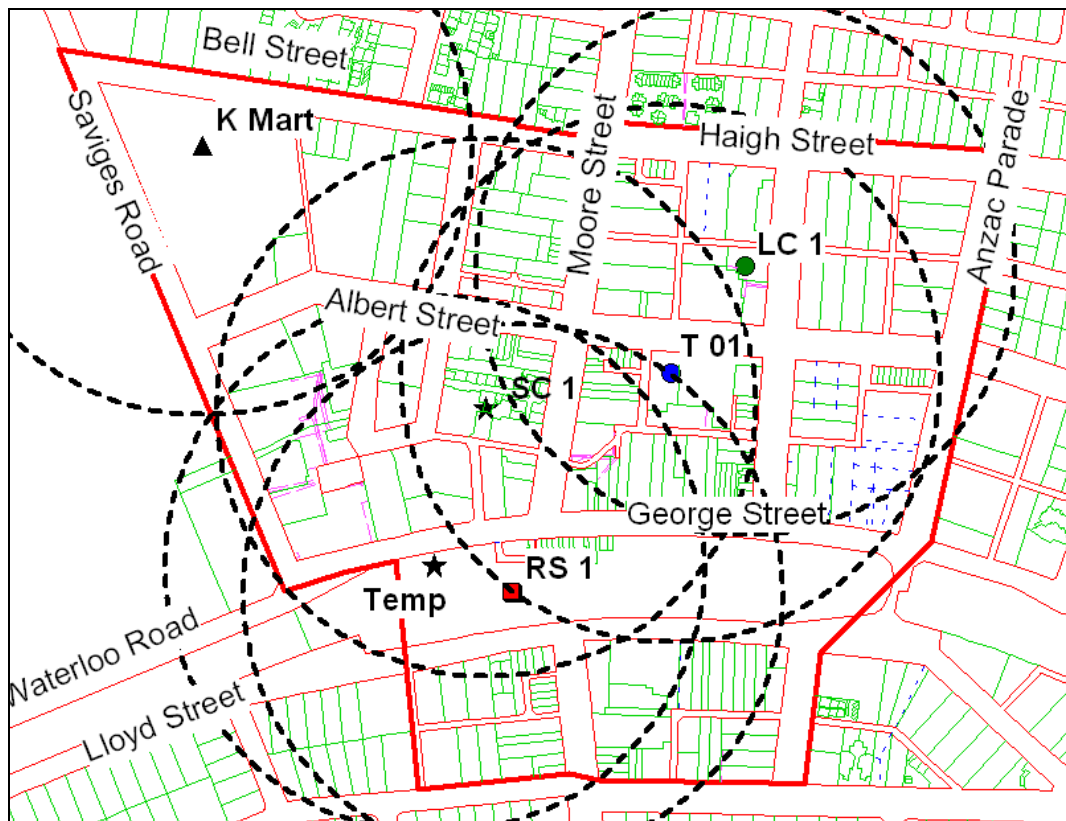 Bell Street
K Mart
Saviges Road
Moore Street
Haigh Street
Anzac Parade
LC 1
Albert Street
T 01
SC 1
George Street
RS 1
Temp
Waterloo Road
Lloyd Street